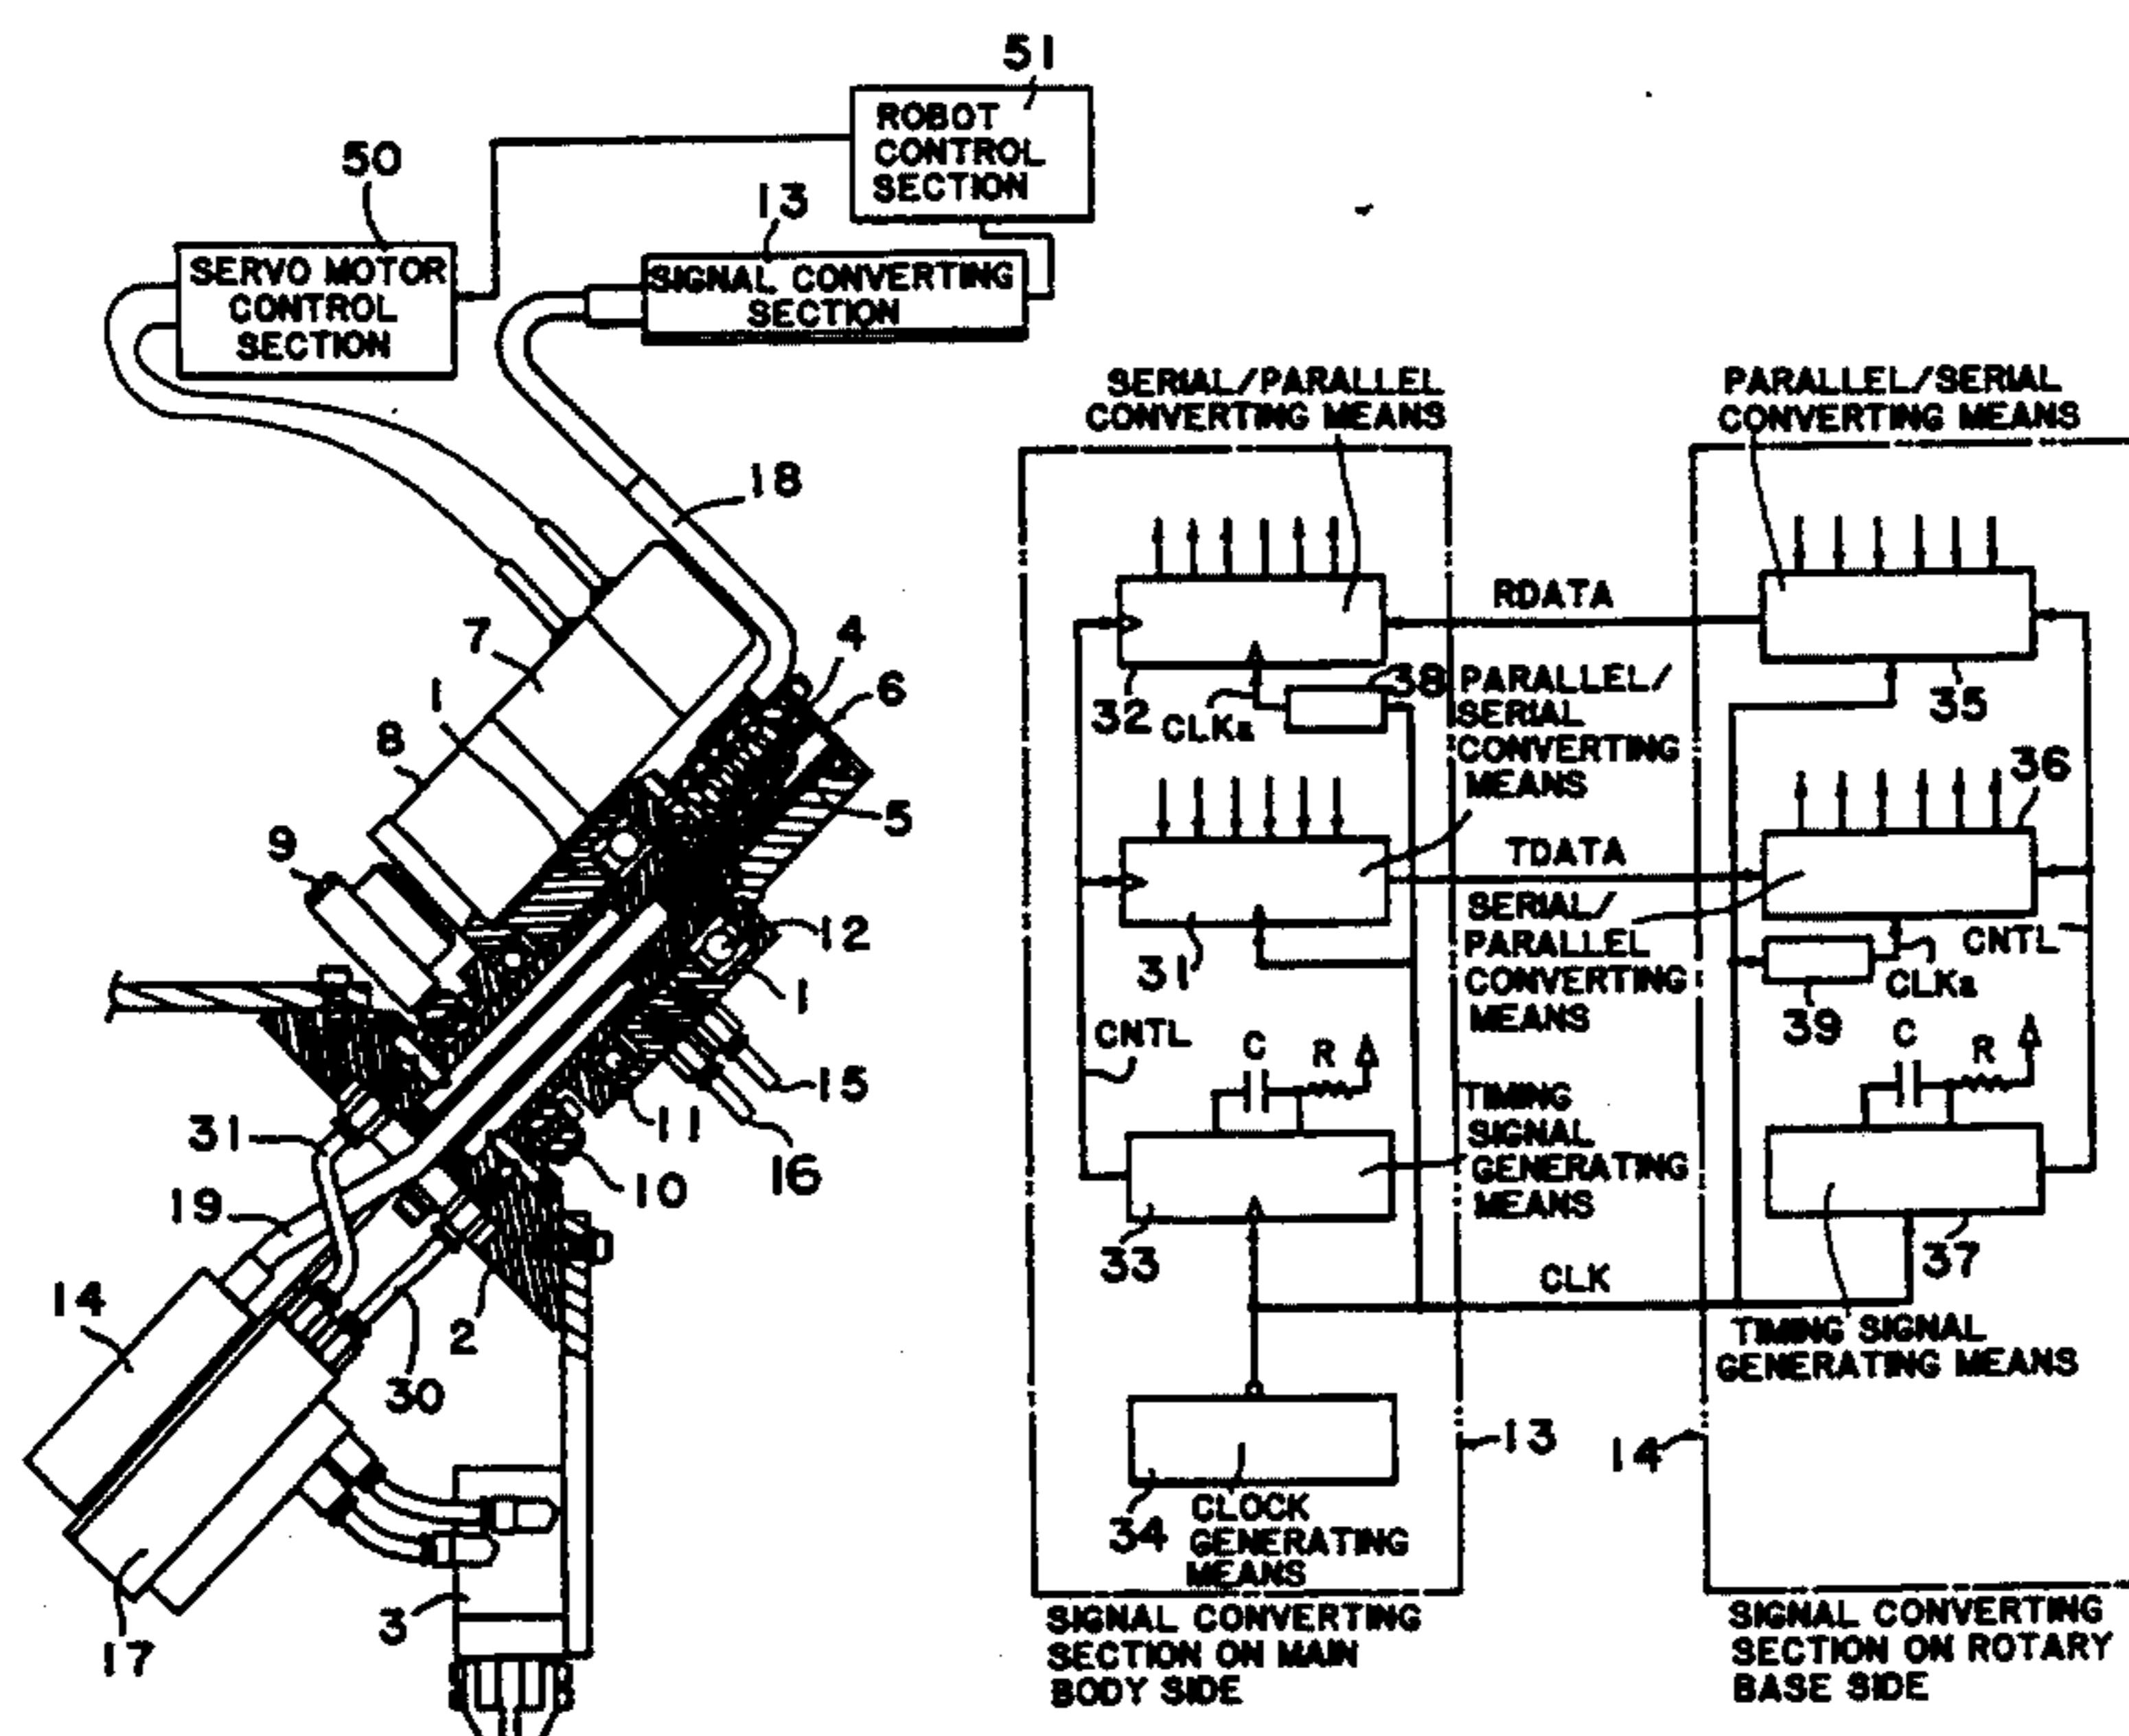 51
ROBOT
CONTROL
SECTION
50
13
SERVO MOTOR
CONTROL
SECTION
SIGNAL CONVERTING
SECTION
18
7
4
1
6
8
5
9
12
1
15
11
16
31
10
19
14
2
30
3
17
SERIAL/PARALLEL
CONVERTING MEANS
PARALLEL/SERIAL
CONVERTING MEANS
RDATA
38
32
CLKa
PARALLEL/
SERIAL
CONVERTING
MEANS
35
36
TDATA
31
SERIAL/
PARALLEL
CONVERTING
MEANS
CNTL
CLKa
39
CNTL
C
R
C
R
TIMING
SIGNAL
GENERATING
MEANS
33
37
CLK
TIMING SIGNAL
GENERATING MEANS
13
14
34
CLOCK
GENERATING
MEANS
SIGNAL CONVERTING
SECTION ON MAIN
BODY SIDE
SIGNAL CONVERTING
SECTION ON ROTARY
BASE SIDE